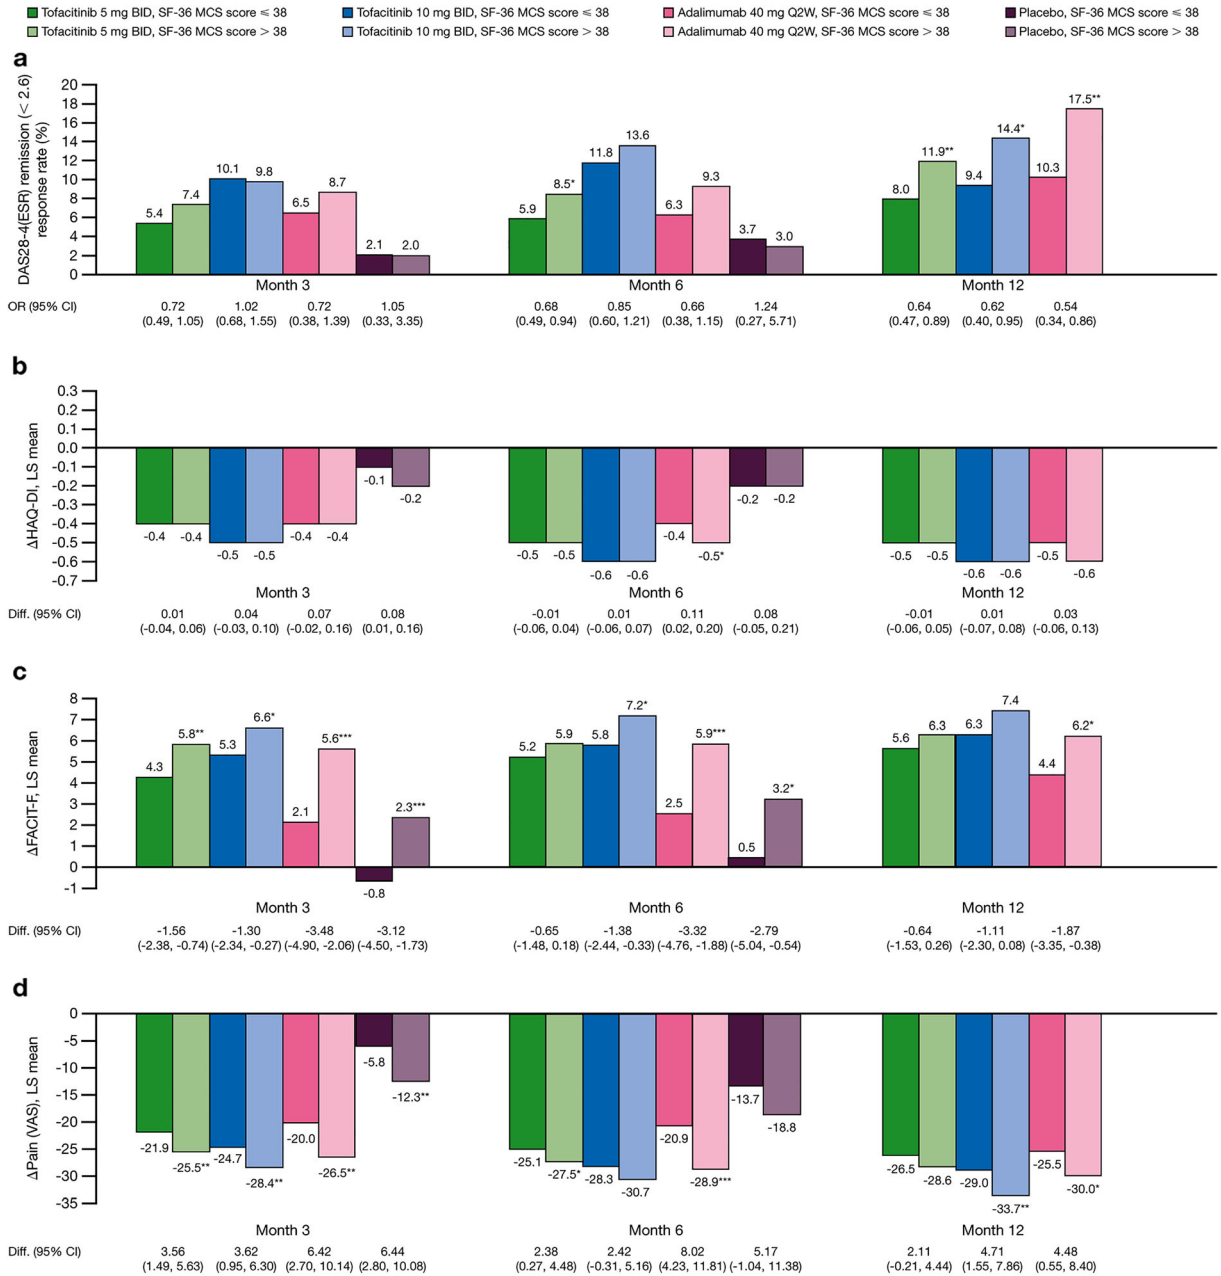 Tofacitinib 5 mg BID, SF-36 MCS score ≤ 38
Tofacitinib 10 mg BID, SF-36 MCS score ≤ 38
Adalimumab 40 mg Q2W, SF-36 MCS score ≤ 38
Placebo, SF-36 MCS score ≤ 38
Tofacitinib 5 mg BID, SF-36 MCS score > 38
Tofacitinib 10 mg BID, SF-36 MCS score > 38
Adalimumab 40 mg Q2W, SF-36 MCS score > 38
Placebo, SF-36 MCS score > 38
a
DAS28-4(ESR) remission (< 2.6)
response rate (%)
20
18
16
14
12
10
8
6
4
2
0
5.4 7.4 10.1 9.8 6.5 8.7 2.1 2.0
5.9 8.5* 11.8 13.6 6.3 9.3 3.7 3.0
8.0 11.9** 9.4 14.4* 10.3 17.5**
Month 3 Month 6 Month 12
OR (95% CI) 0.72 1.02 0.72 1.05 0.68 0.85 0.66 1.24 0.64 0.62 0.54
(0.49, 1.05) (0.68, 1.55) (0.38, 1.39) (0.33, 3.35) (0.49, 0.94) (0.60, 1.21) (0.38, 1.15) (0.27, 5.71) (0.47, 0.89) (0.40, 0.95) (0.34, 0.86)
b
ΔHAQ-DI, LS mean
0.3
0.2
0.1
0.0
-0.1
-0.2
-0.3
-0.4
-0.5
-0.6
-0.7
-0.4 -0.4 -0.5 -0.5 -0.4 -0.4 -0.1 -0.2
-0.5 -0.5 -0.6 -0.6 -0.4 -0.5* -0.2 -0.2
-0.5 -0.5 -0.6 -0.6 -0.5 -0.6
Month 3 Month 6 Month 12
Diff. (95% CI) 0.01 0.04 0.07 0.08 -0.01 0.01 0.11 0.08 -0.01 0.01 0.03
(-0.04, 0.06) (-0.03, 0.10) (-0.02, 0.16) (0.01, 0.16) (-0.06, 0.04) (-0.06, 0.07) (0.02, 0.20) (-0.05, 0.21) (-0.06, 0.05) (-0.07, 0.08) (-0.06, 0.13)
c
ΔFACIT-F, LS mean
8
7
6
5
4
3
2
1
0
-1
4.3 5.8** 5.3 6.6* 2.1 5.6*** -0.8 2.3***
5.2 5.9 5.8 7.2* 2.5 5.9*** 0.5 3.2*
5.6 6.3 6.3 7.4 4.4 6.2*
Month 3 Month 6 Month 12
Diff. (95% CI) -1.56 -1.30 -3.48 -3.12 -0.65 -1.38 -3.32 -2.79 -0.64 -1.11 -1.87
(-2.38, -0.74) (-2.34, -0.27) (-4.90, -2.06) (-4.50, -1.73) (-1.48, 0.18) (-2.44, -0.33) (-4.76, -1.88) (-5.04, -0.54) (-1.53, 0.26) (-2.30, 0.08) (-3.35, -0.38)
d
ΔPain (VAS), LS mean
0
-5
-10
-15
-20
-25
-30
-35
-21.9 -25.5** -24.7 -28.4** -20.0 -26.5** -5.8 -12.3**
-25.1 -27.5* -28.3 -30.7 -20.9 -28.9*** -13.7 -18.8
-26.5 -28.6 -29.0 -33.7** -25.5 -30.0*
Month 3 Month 6 Month 12
Diff. (95% CI) 3.56 3.62 6.42 6.44 2.38 2.42 8.02 5.17 2.11 4.71 4.48
(1.49, 5.63) (0.95, 6.30) (2.70, 10.14) (2.80, 10.08) (0.27, 4.48) (-0.31, 5.16) (4.23, 11.81) (-1.04, 11.38) (-0.21, 4.44) (1.55, 7.86) (0.55, 8.40)